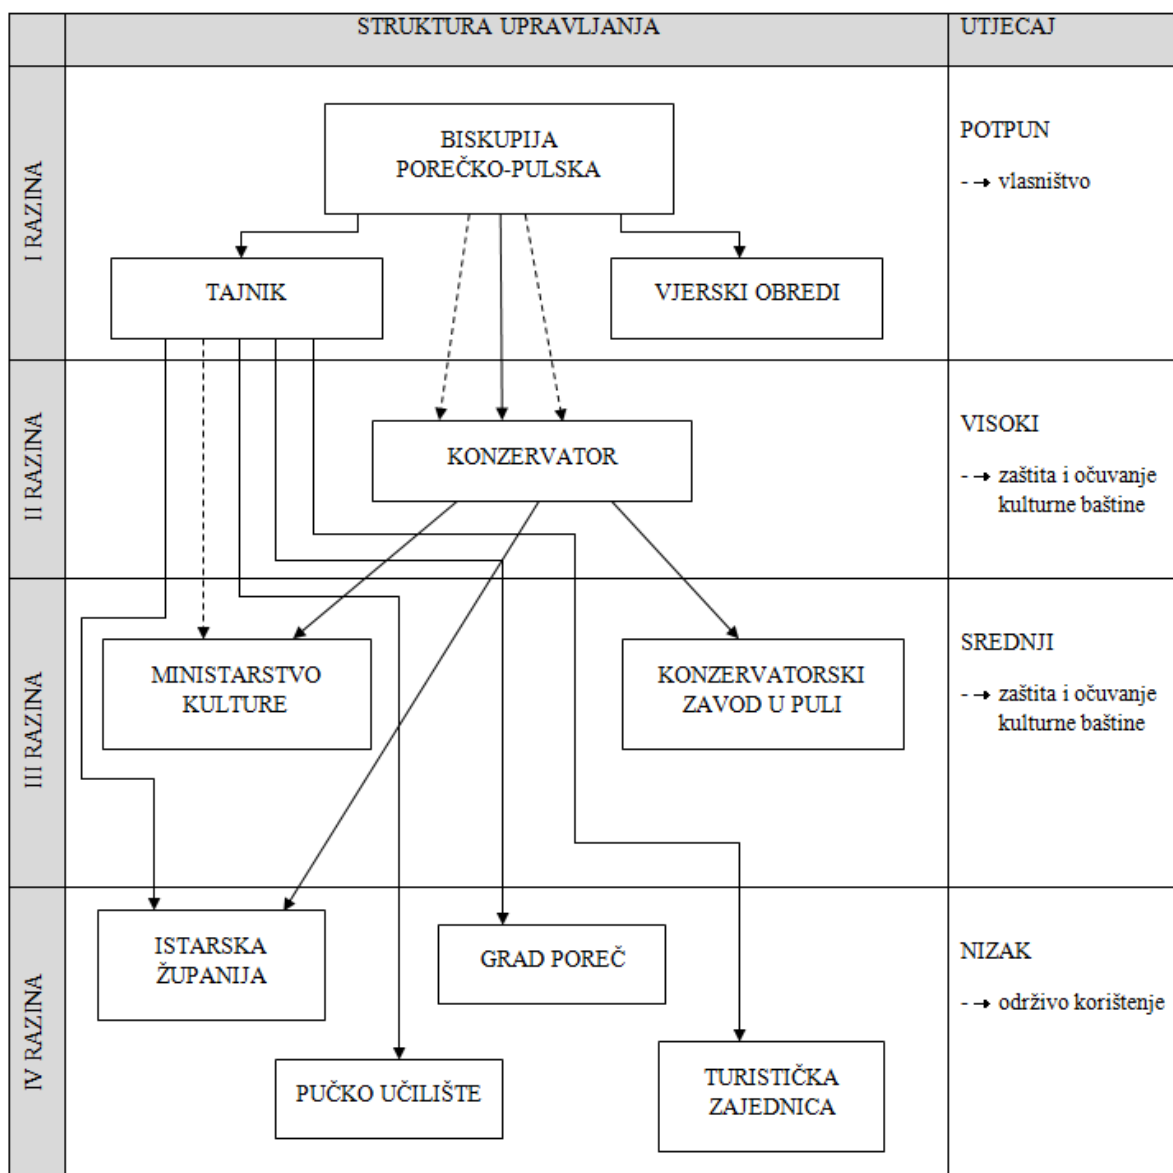 STRUKTURA UPRAVLJANJA
UTJECAJ
I RAZINA
BISKUPIJA
POREČKO-PULSKA
TAJNIK
VJERSKI OBREDI
POTPUN
- → vlasništvo
II RAZINA
KONZERVATOR
VISOKI
- → zaštita i očuvanje
kulturne baštine
III RAZINA
MINISTARSTVO
KULTURE
KONZERVATORSKI
ZAVOD U PULI
SREDNJI
- → zaštita i očuvanje
kulturne baštine
IV RAZINA
ISTARSKA
ŽUPANIJA
GRAD POREČ
PUČKO UČILIŠTE
TURISTIČKA
ZAJEDNICA
NIZAK
- → održivo korištenje